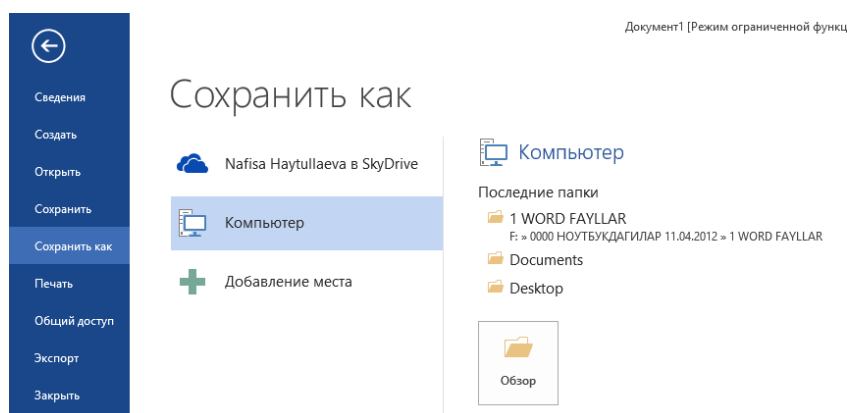 Документ1 [Режим ограниченной функц
Сведения
Создать
Открыть
Сохранить
Сохранить как
Печать
Общий доступ
Экспорт
Закрыть
Сохранить как
Nafisa Haytullaeva в SkyDrive
Компьютер
Добавление места
Компьютер
Последние папки
1 WORD FAYLLAR
F: » 0000 НОУТБУКДАГИЛАР 11.04.2012 » 1 WORD FAYLLAR
Documents
Desktop
Обзор